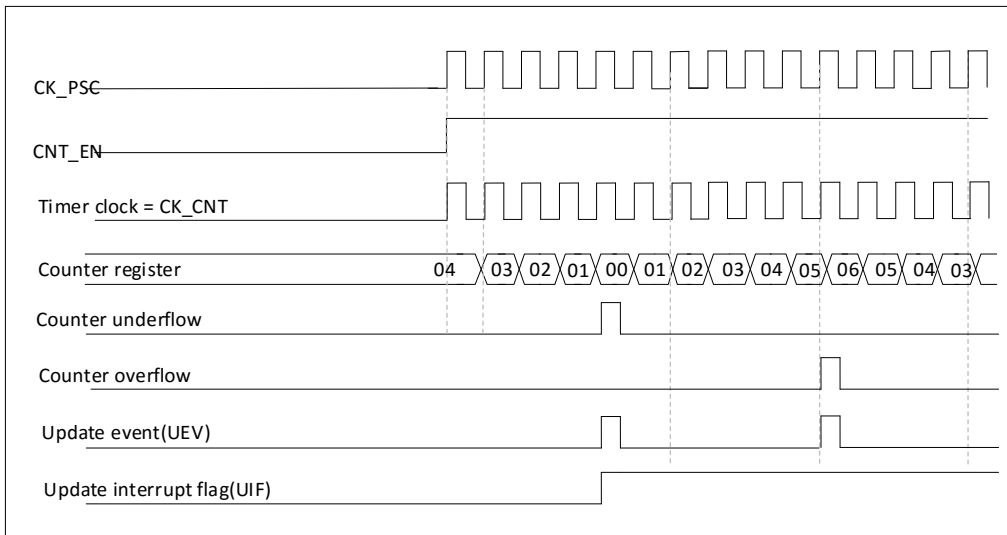 CK_PSC
CNT_EN
Timer clock = CK_CNT
Counter register 04 03 02 01 00 01 02 03 04 05 06 05 04 03
Counter underflow
Counter overflow
Update event(UEV)
Update interrupt flag(UIF)